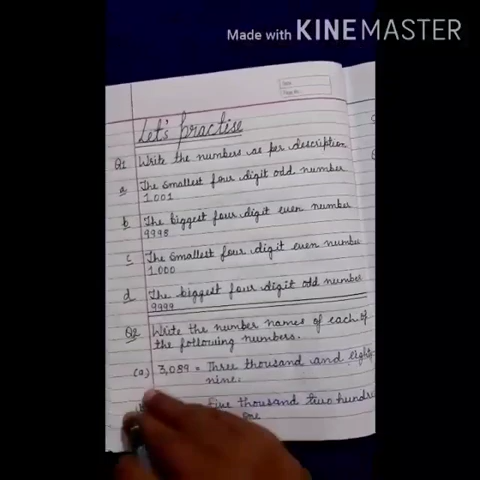 Made with KINEMASTER
Let's practise
Q1 Write the numbers as per description
a The smallest four digit odd number
1,001
b The biggest four digit even number
9998
c The smallest four digit even number
1,000
d The biggest four digit odd number
9999
Q2 Write the number names of each of
the following numbers.
(a) 3,089 = Three thousand and eighty
nine.
Five thousand two hundre
one